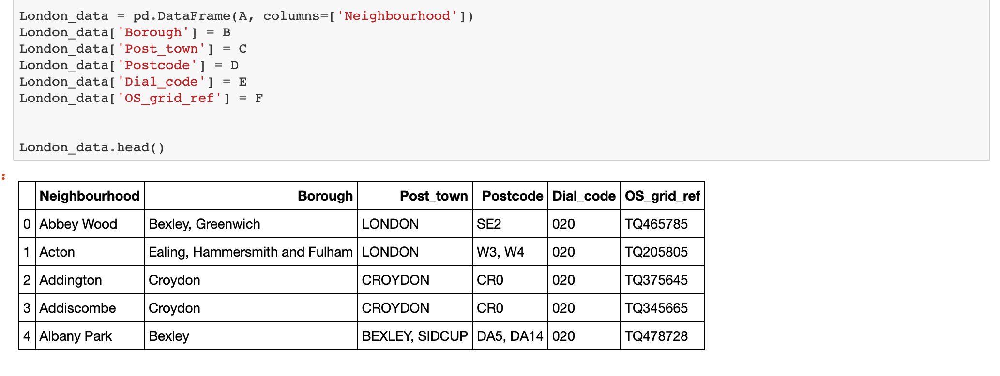 London_data = pd.DataFrame(A, columns=['Neighbourhood'])
London_data['Borough'] = B
London_data['Post_town'] = C
London_data['Postcode'] = D
London_data['Dial_code'] = E
London_data['OS_grid_ref'] = F
London_data.head()
:
Neighbourhood Borough Post_town Postcode Dial_code OS_grid_ref
0 Abbey Wood Bexley, Greenwich LONDON SE2 020 TQ465785
1 Acton Ealing, Hammersmith and Fulham LONDON W3, W4 020 TQ205805
2 Addington Croydon CROYDON CR0 020 TQ375645
3 Addiscombe Croydon CROYDON CR0 020 TQ345665
4 Albany Park Bexley BEXLEY, SIDCUP DA5, DA14 020 TQ478728